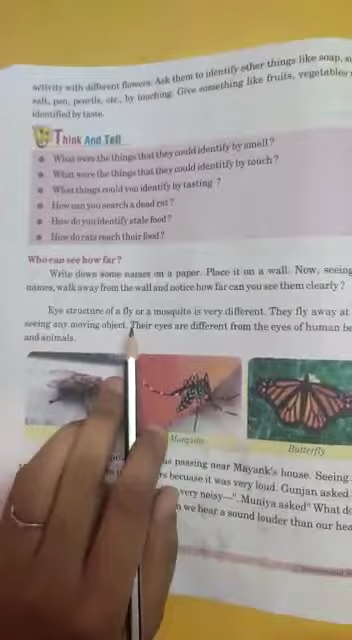 activity with different flowers. Ask them to identify other things like soap,
salt, pen, pencils, etc, by touching. Give something like fruits, vegetables
identified by taste.
Think And Tell
What were the things that they could identify by smell?
What were the things that they could identitfy by touch?
What things could you identify by tasting ?
How can you search a dead rat?
How do you identify stale food?
How do rats reach their food?
Who can see how far?
Write down some names on a paper. Place it on a wall. Now, seeing
names, walk away from the wall and notice how far can you see them clearly?
Eye structure of a fly or a mosquito is very different. They fly away at
seeing any moving object. Their eyes are different from the eyes of human
and animals.
Mosquito
Butterfly
passing near Mayank's house. Seeing
becuase it was very loud. Gunjan asked
very noisy—". Muniya asked" What
we hear a sound louder than our